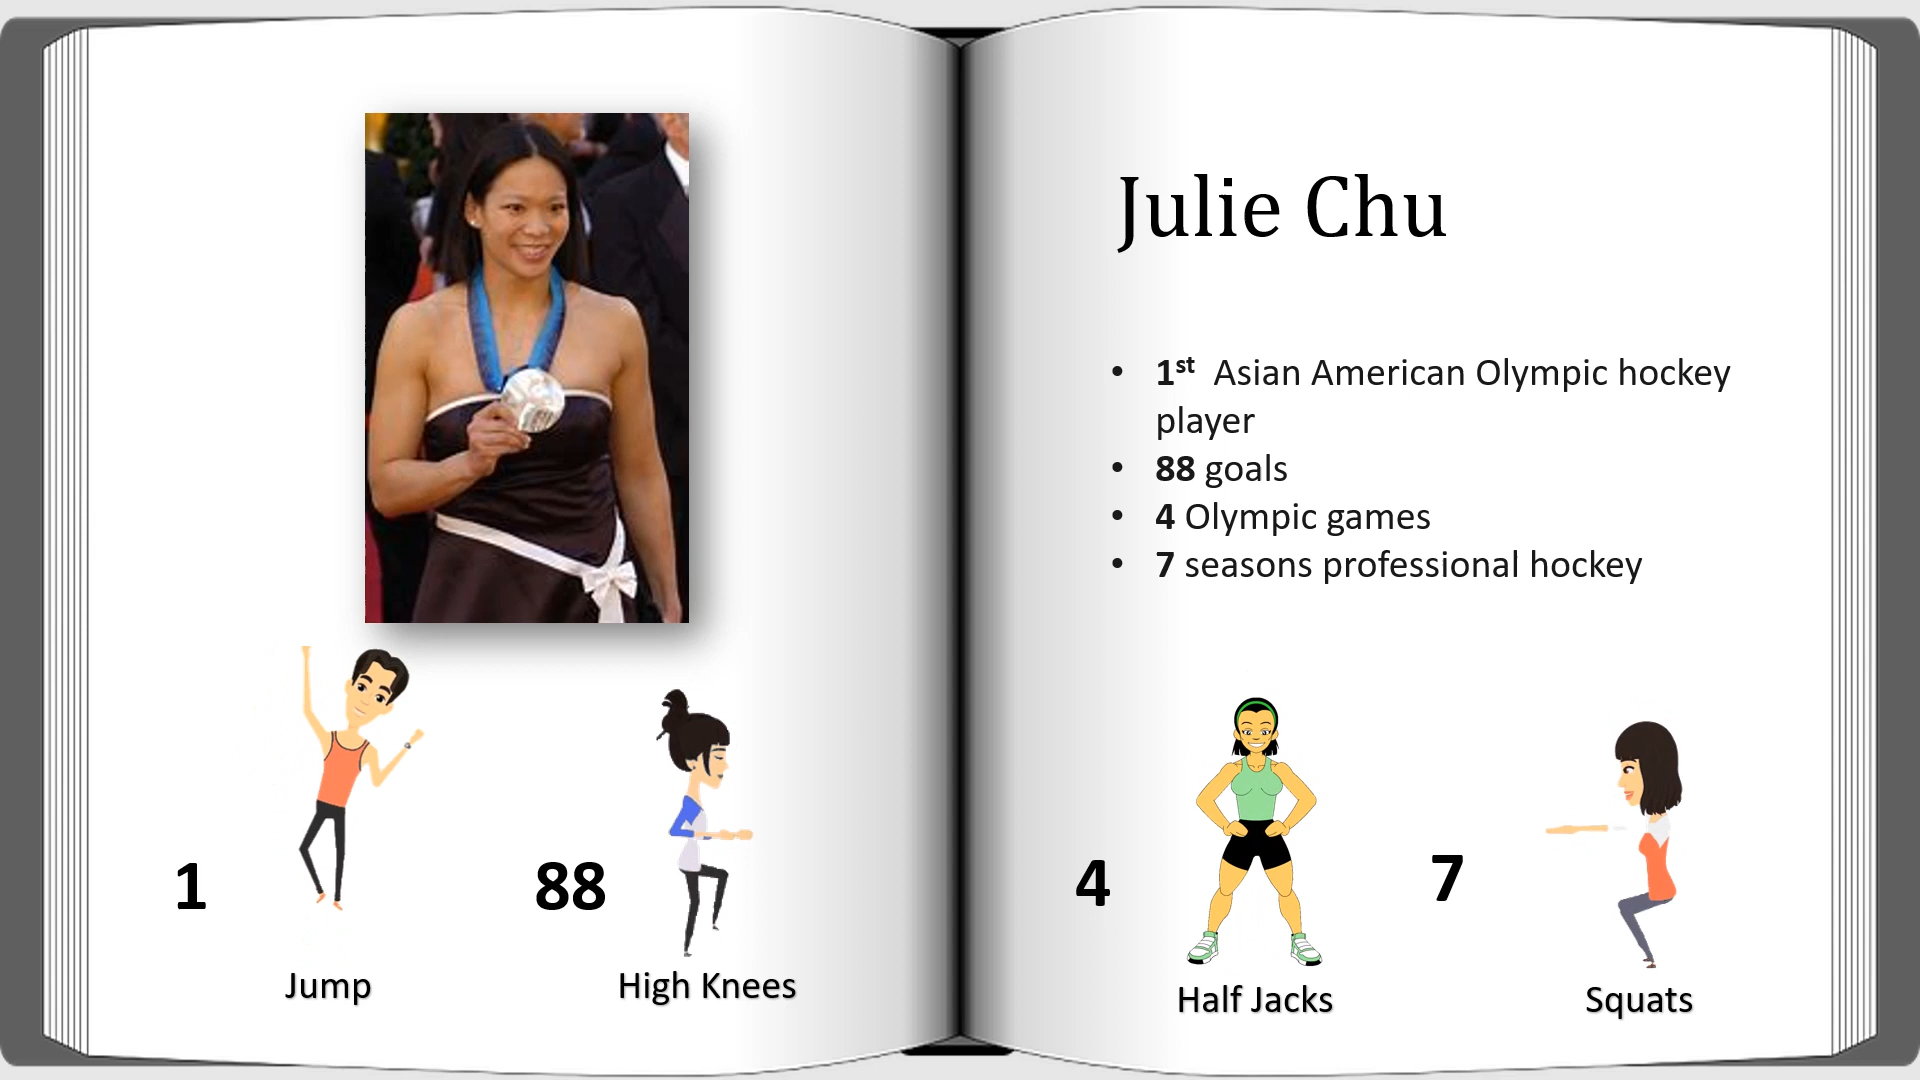 Julie Chu
• 1st Asian American Olympic hockey
player
• 88 goals
• 4 Olympic games
• 7 seasons professional hockey
1
88
4
7
Jump
High Knees
Half Jacks
Squats